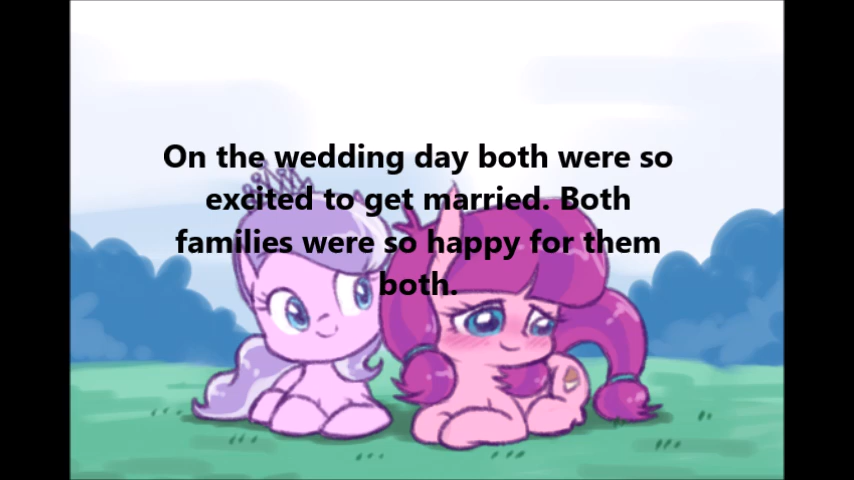 On the wedding day both were so
excited to get married. Both
families were so happy for them
both.